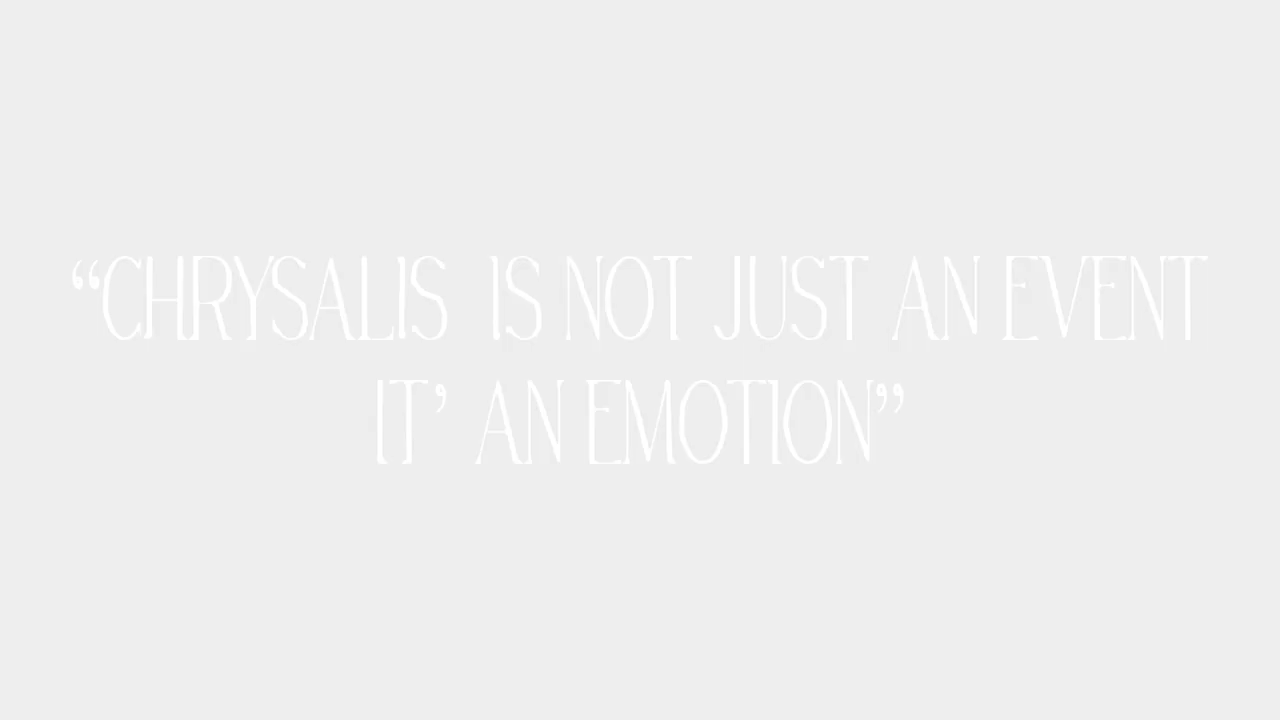 “CHRYSALIS IS NOT JUST AN EVENT
IT’ AN EMOTION”